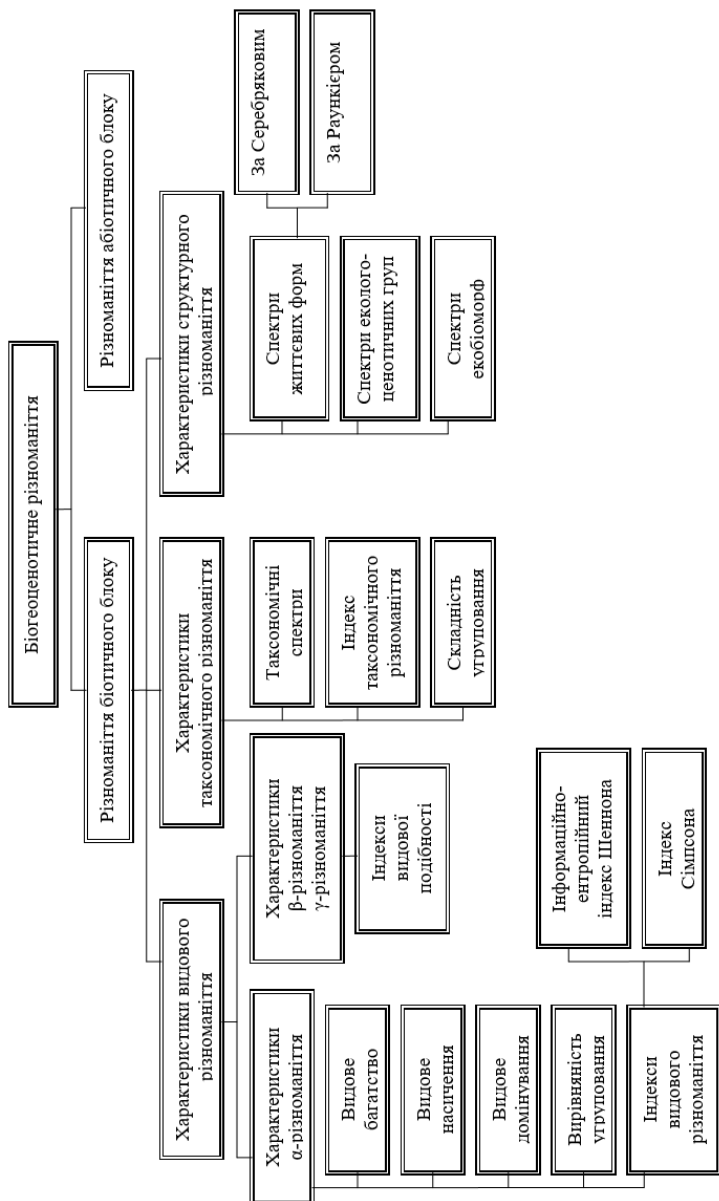 Біогеоценотичне різноманіття
Різноманіття біотичного блоку
Різноманіття абіотичного блоку
Характеристики видового
різноманіття
Характеристики
таксономічного різноманіття
Характеристики структурного
різноманіття
Характеристики
α-різноманіття
Видове
багатство
Видове
насичення
Видове
домінування
Вирівняність
угруповання
Індекси
видового
різноманіття
Інформаційно-
ентропійний
індекс Шеннона
Індекс
Сімпсона
Характеристики
β-різноманіття
γ-різноманіття
Індекси
видової
подібності
Таксономічні
спектри
Індекс
таксономічного
різноманіття
Складність
угруповання
Спектри
життєвих форм
Спектри еколого-
ценотичних груп
Спектри
екобіоморф
За Серебряковим
За Раункієром